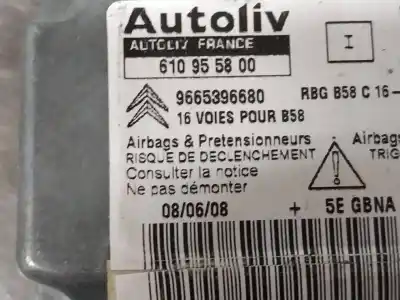 Autoliv
AUTOLIV FRANCE
I
610 95 58 00
9665396680 RBG B58 C 16-
16 VOIES POUR B58
Airbags & Pretensionneurs
RISQUE DE DECLENCHEMENT
Consulter la notice
Ne pas démonter
Airbags
TRIG
!
08/06/08 + 5E GBNA